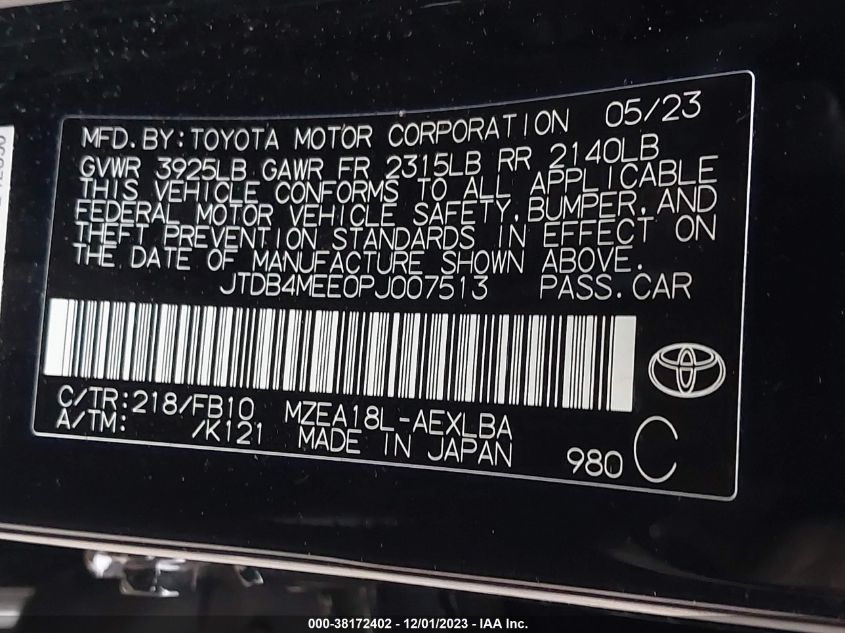 MFD. BY: TOYOTA MOTOR CORPORATION 05/23
GVWR 3925LB GAWR FR 2315LB RR 2140LB
THIS VEHICLE CONFORMS TO ALL APPLICABLE
FEDERAL MOTOR VEHICLE SAFETY, BUMPER, AND
THEFT PREVENTION STANDARDS IN EFFECT ON
THE DATE OF MANUFACTURE SHOWN ABOVE.
JTDB4MEE0PJ007513 PASS. CAR
C/TR: 218/FB10 MZEA18L-AEXLBA
A/TM: /K121 MADE IN JAPAN
980 C
000-38172402 - 12/01/2023 - IAA Inc.